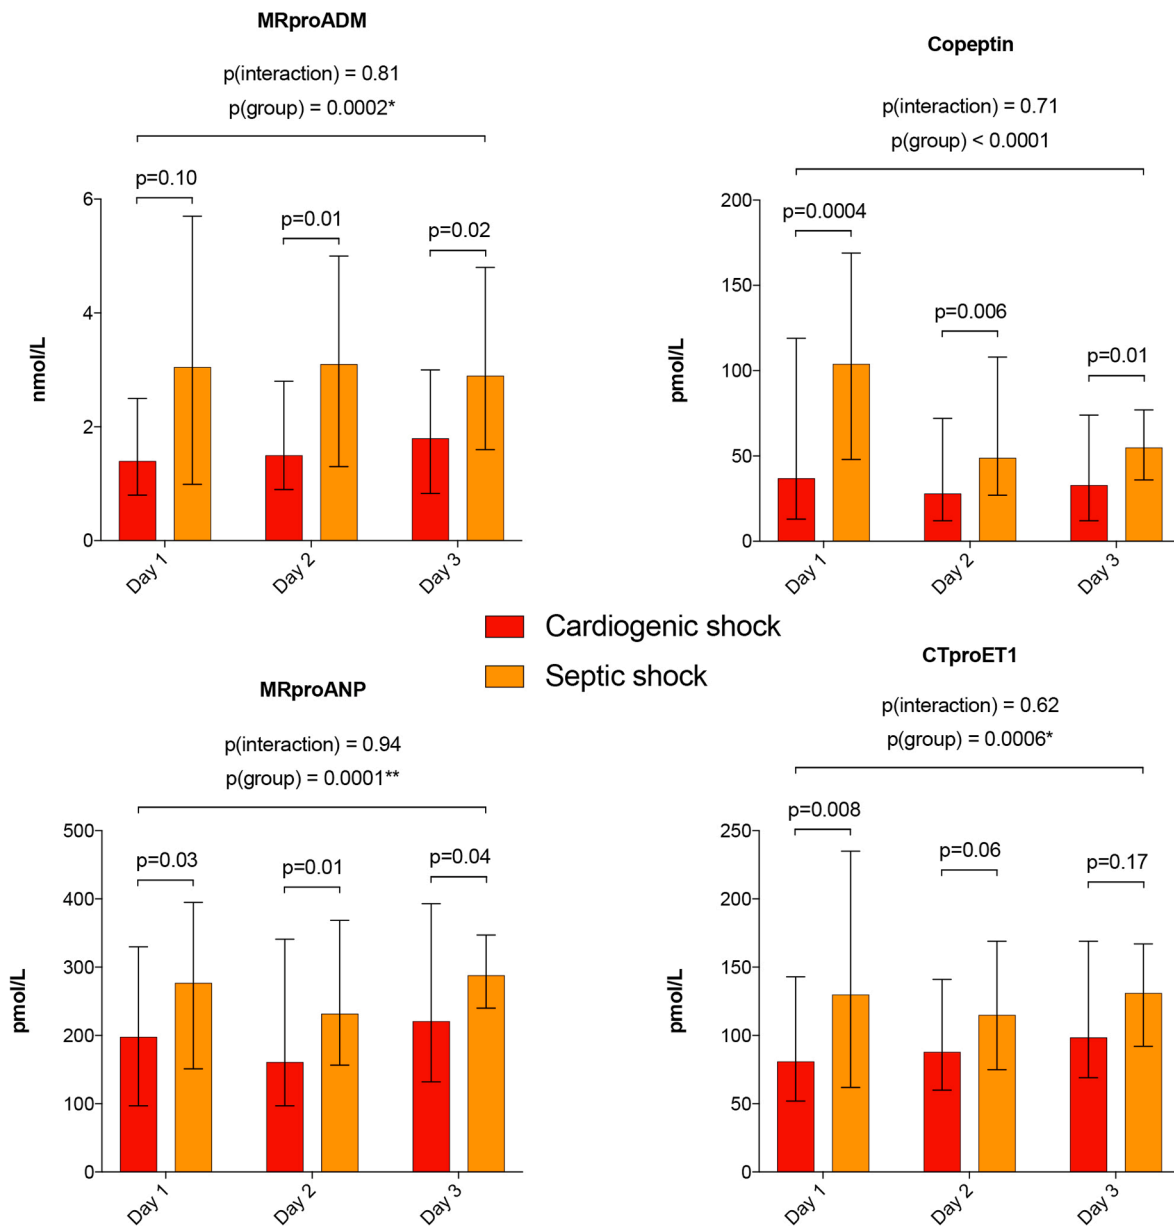 MRproADM
p(interaction) = 0.81
p(group) = 0.0002*
p=0.10
p=0.01
p=0.02
6
4
2
0
nmol/L
Day 1
Day 2
Day 3
Copeptin
p(interaction) = 0.71
p(group) < 0.0001
p=0.0004
p=0.006
p=0.01
200
150
100
50
0
pmol/L
Day 1
Day 2
Day 3
Cardiogenic shock
Septic shock
MRproANP
p(interaction) = 0.94
p(group) = 0.0001**
p=0.03
p=0.01
p=0.04
500
400
300
200
100
0
pmol/L
Day 1
Day 2
Day 3
CTproET1
p(interaction) = 0.62
p(group) = 0.0006*
p=0.008
p=0.06
p=0.17
250
200
150
100
50
0
pmol/L
Day 1
Day 2
Day 3